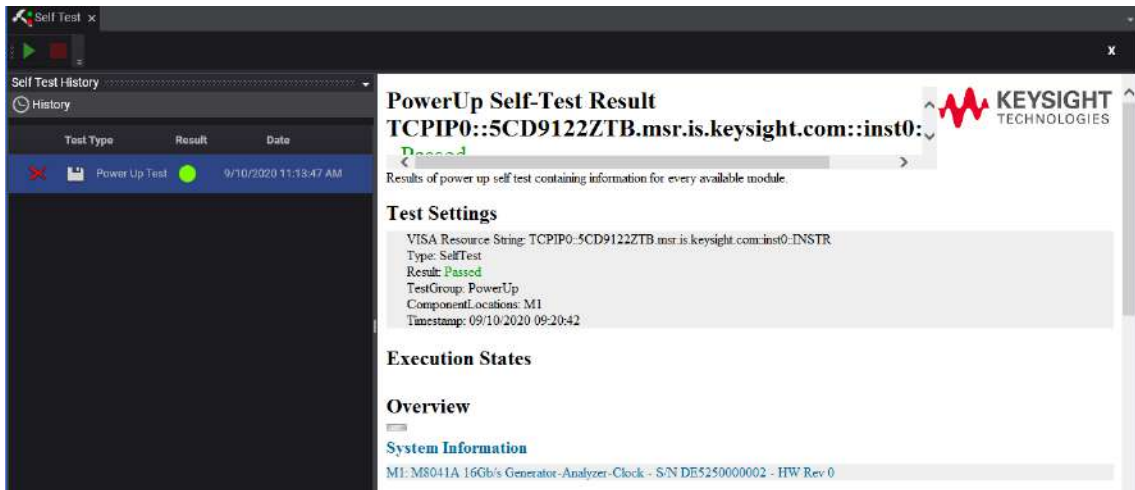 Self Test x
x
Self Test History
History
Test Type Result Date
Power Up Test 9/10/2020 11:13:47 AM
PowerUp Self-Test Result
TCPIP0::5CD9122ZTB.msr.is.keysight.com::inst0:
Passed
KEYSIGHT
TECHNOLOGIES
Results of power up self test containing information for every available module.
Test Settings
VISA Resource String: TCPIP0::5CD9122ZTB.msr.is.keysight.com::inst0::INSTR
Type: SelfTest
Result: Passed
TestGroup: PowerUp
ComponentLocations: M1
Timestamp: 09/10/2020 09:20:42
Execution States
Overview
System Information
M1: M8041A 16Gb/s Generator-Analyzer-Clock - S/N DE5250000002 - HW Rev 0